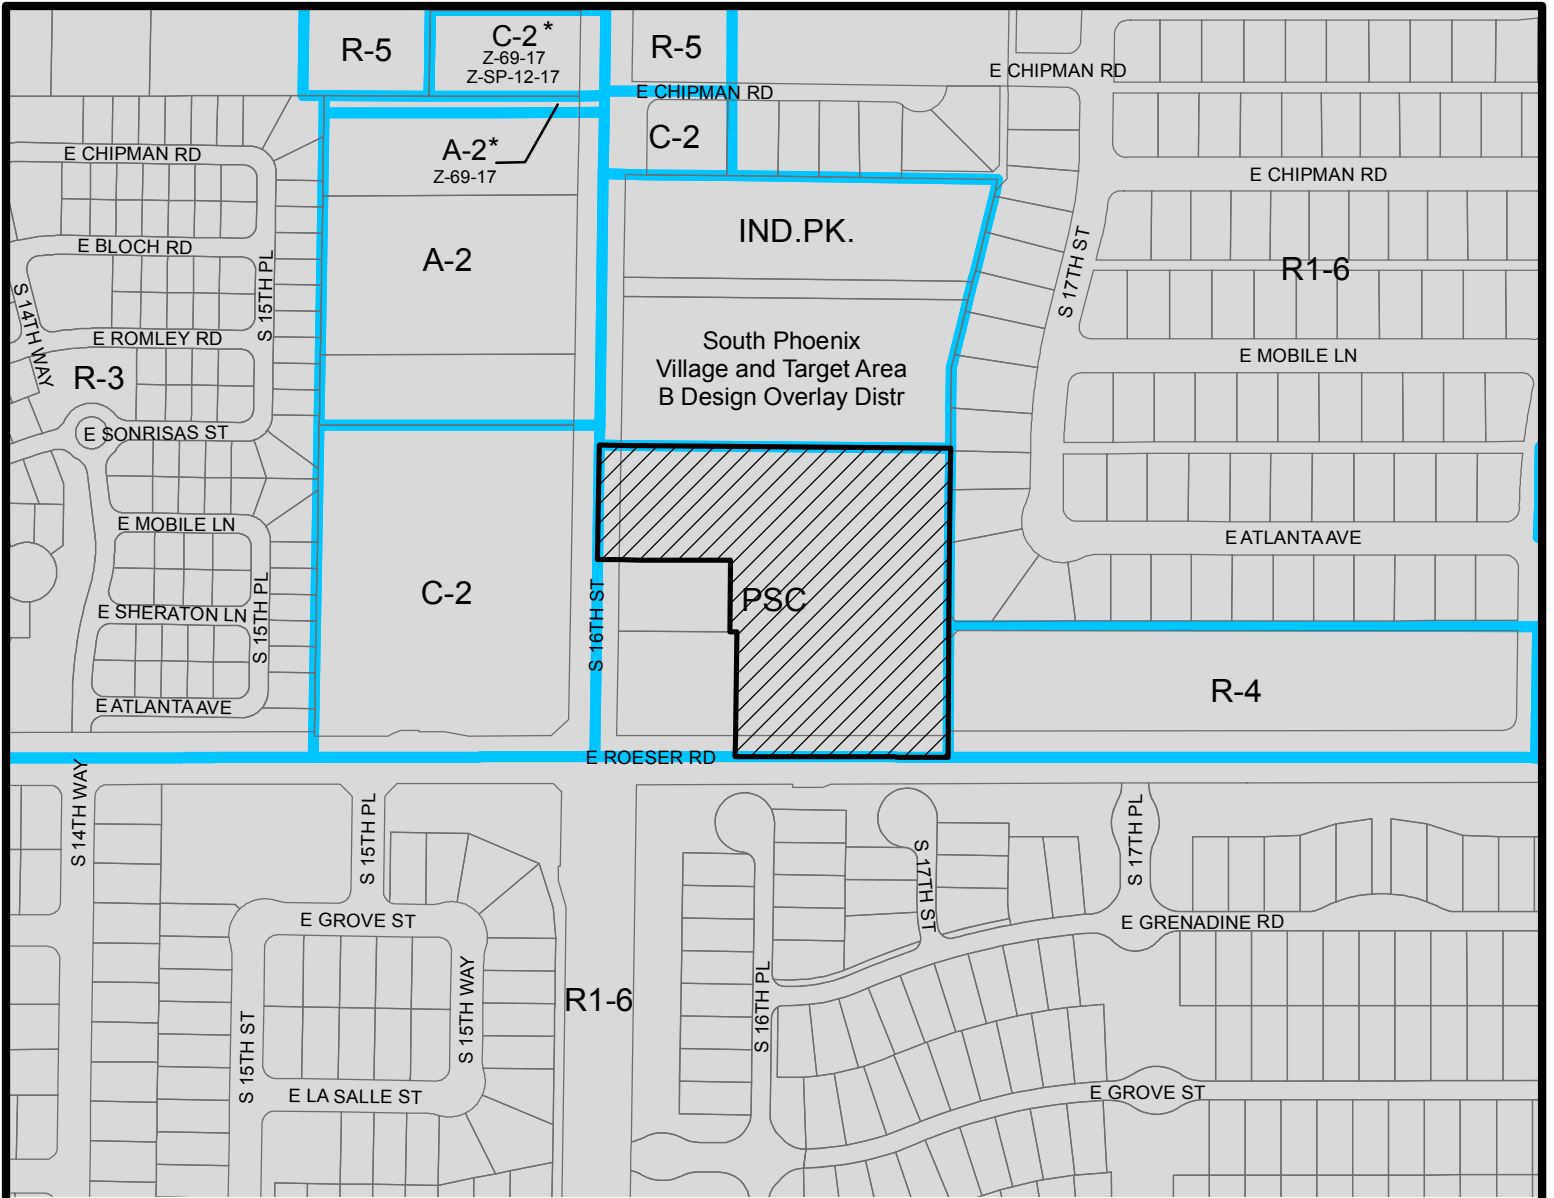 R-5
C-2 *
Z-69-17
Z-SP-12-17
R-5
E CHIPMAN RD
E CHIPMAN RD
C-2
A-2*
Z-69-17
E CHIPMAN RD
E CHIPMAN RD
E BLOCH RD
A-2
IND.PK.
S 17TH ST
R1-6
S 14TH WAY
S 15TH PL
E ROMLEY RD
R-3
South Phoenix
Village and Target Area
B Design Overlay Distr
E MOBILE LN
E SONRISAS ST
E MOBILE LN
E ATLANTA AVE
C-2
S 16TH ST
PSC
E SHERATON LN
S 15TH PL
E ATLANTA AVE
R-4
E ROESER RD
S 14TH WAY
S 15TH PL
S 17TH ST
S 17TH PL
E GROVE ST
E GRENADINE RD
S 15TH WAY
R1-6
S 16TH PL
S 15TH ST
E LA SALLE ST
E GROVE ST